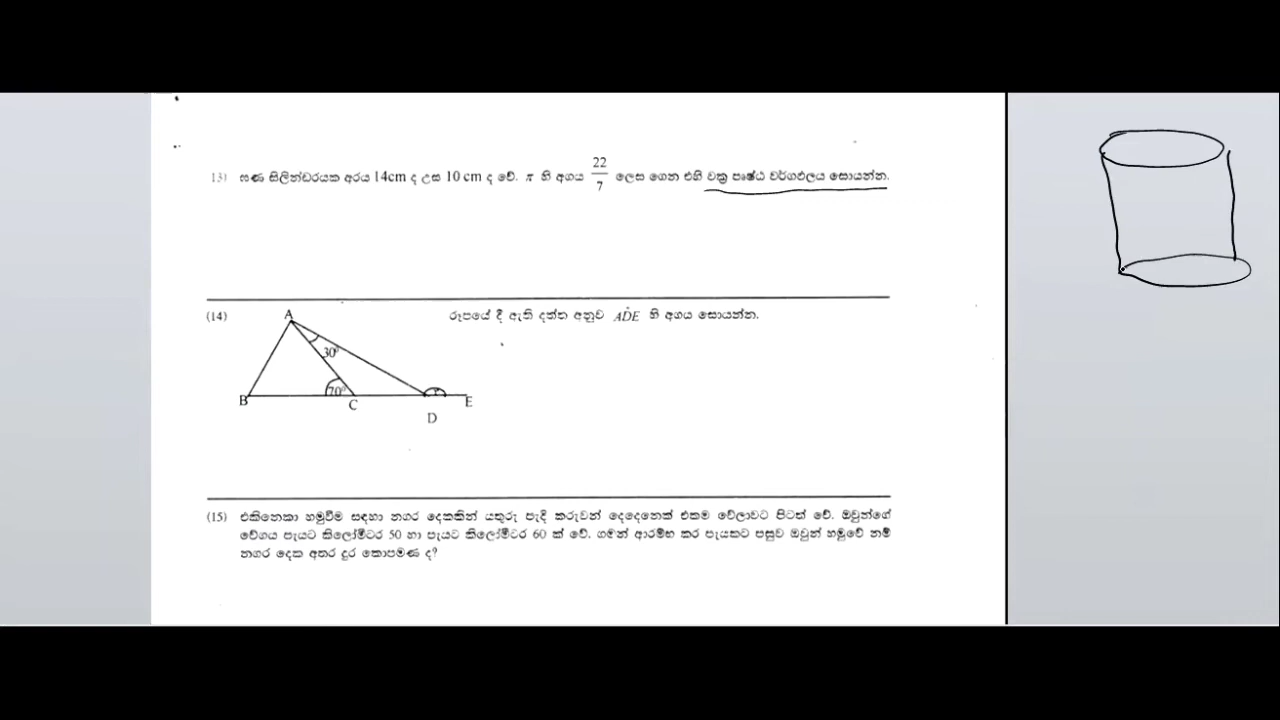 13) ඝණ සිලින්ඩරයක අරය 14cm ද උස 10 cm ද වේ. π හි අගය 22/7 ලෙස ගෙන එහි වක්‍ර පෘෂ්ඨ වර්ගඵලය සොයන්න.
(14) රූපයේ දී ඇති දත්ත අනුව ADE හි අගය සොයන්න.
A
30°
70°
B
C
E
D
(15) එකිනෙකා හමුවීම සඳහා නගර දෙකකින් යතුරු පැදි කරුවන් දෙදෙනෙක් එකම වේලාවට පිටත් වේ. ඔවුන්ගේ
වේගය පැයට කිලෝමීටර 50 හා පැයට කිලෝමීටර 60 ක් වේ. ගමන් ආරම්භ කර පැයකට පසුව ඔවුන් හමුවේ නම්
නගර දෙක අතර දුර කොපමණ ද?